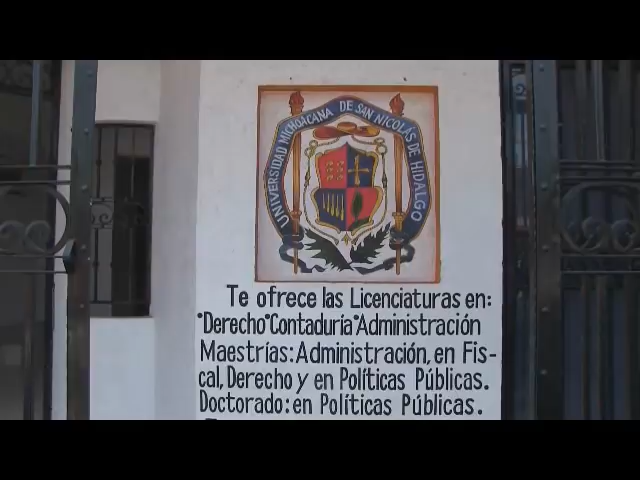 UNIVERSIDAD MICHOACANA DE SAN NICOLÁS DE HIDALGO
Te ofrece las Licenciaturas en:
•Derecho•Contaduría•Administración
Maestrías: Administración, en Fis-
cal, Derecho y en Políticas Públicas.
Doctorado: en Políticas Públicas.